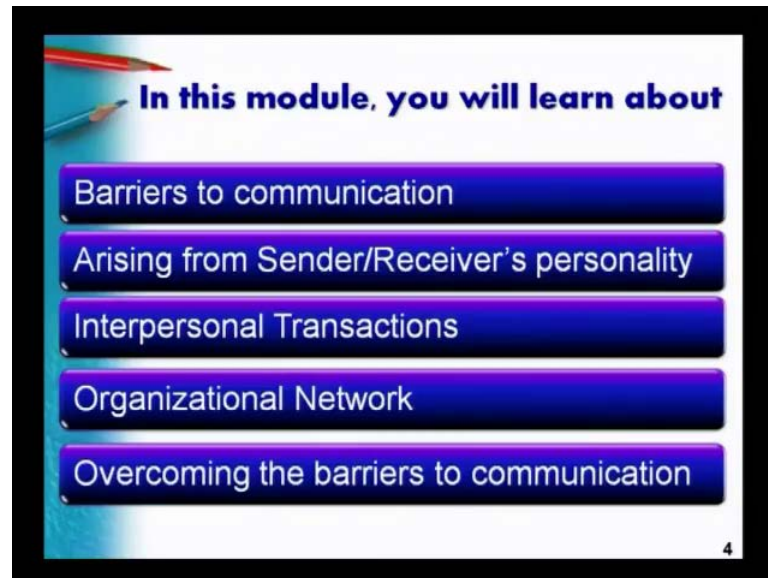 In this module, you will learn about
Barriers to communication
Arising from Sender/Receiver's personality
Interpersonal Transactions
Organizational Network
Overcoming the barriers to communication
4